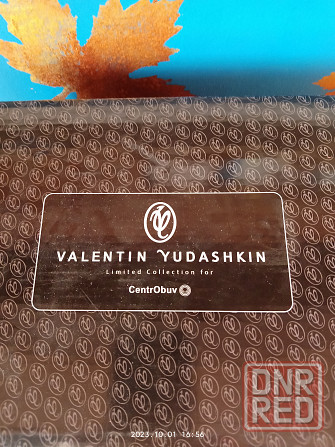 VALENTIN YUDASHKIN
Limited Collection for
CentrObuv
DNR
RED
2023.10.01 16:56